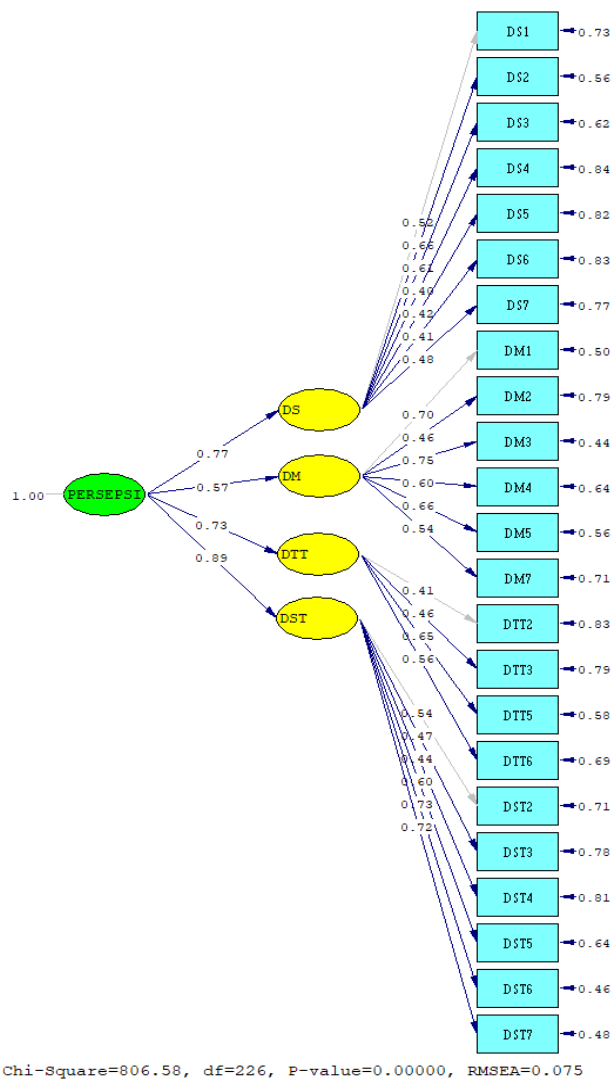 DS1 0.73
DS2 0.56
DS3 0.62
DS4 0.84
DS5 0.82
0.52
DS6 0.83
0.66
0.61
0.40
DS7 0.77
0.42
0.41
DM1 0.50
0.48
DM2 0.79
DS
0.70
0.46
DM3 0.44
0.77
0.75
DM
0.60
DM4 0.64
1.00 PERSEPSI
0.57
0.66
0.54
DM5 0.56
0.73
DTT
DM7 0.71
0.89
0.41
DST
0.46
DTT2 0.83
0.65
0.56
DTT3 0.79
0.54
DTT5 0.58
0.47
0.44
DTT6 0.69
0.60
0.73
DST2 0.71
0.72
DST3 0.78
DST4 0.81
DST5 0.64
DST6 0.46
DST7 0.48
Chi-Square=806.58, df=226, P-value=0.00000, RMSEA=0.075